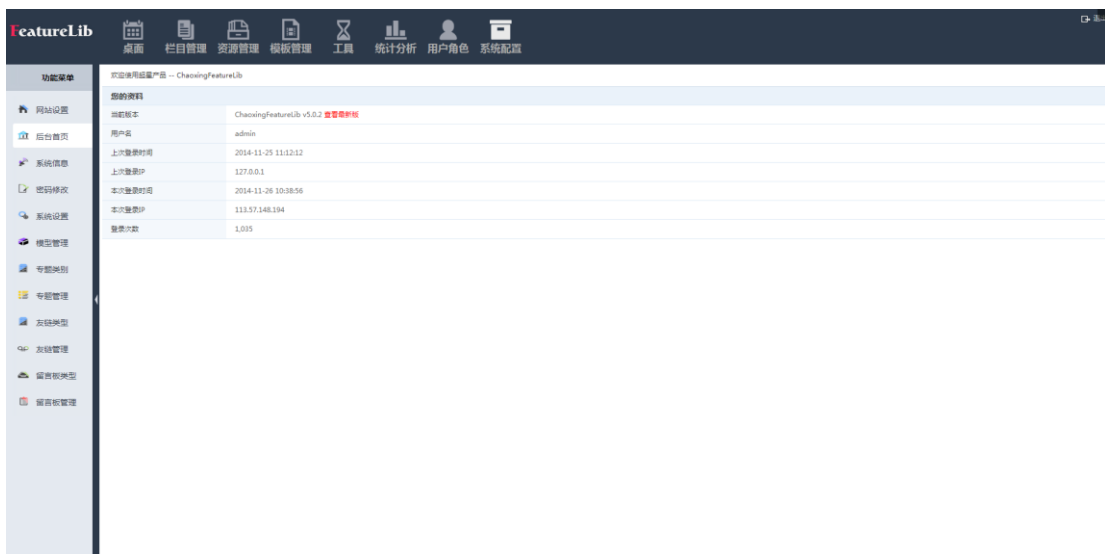 FeatureLib
桌面 栏目管理 资源管理 模板管理 工具 统计分析 用户角色 系统配置
功能菜单
网站设置
后台首页
系统信息
密码修改
系统设置
模型管理
专题类别
专题管理
友链类型
友链管理
留言板类型
留言板管理
欢迎使用超星产品 -- ChaoxingFeatureLib
您的资料
当前版本 ChaoxingFeatureLib v5.0.2 查看最新版
用户名 admin
上次登录时间 2014-11-25 11:12:12
上次登录IP 127.0.0.1
本次登录时间 2014-11-26 10:38:56
本次登录IP 113.57.148.194
登录次数 1,035